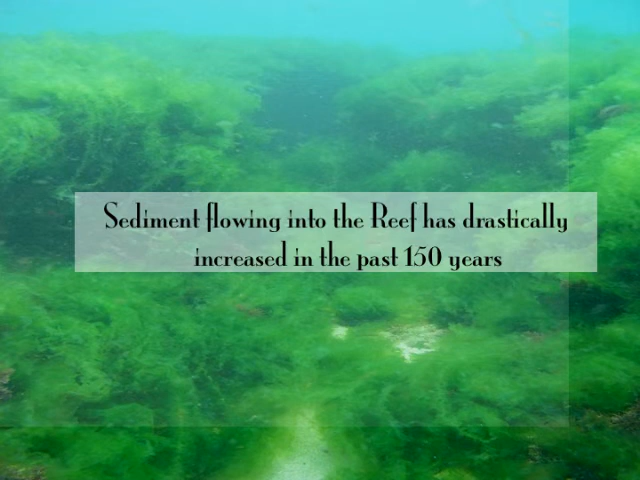 Sediment flowing into the Reef has drastically
increased in the past 150 years